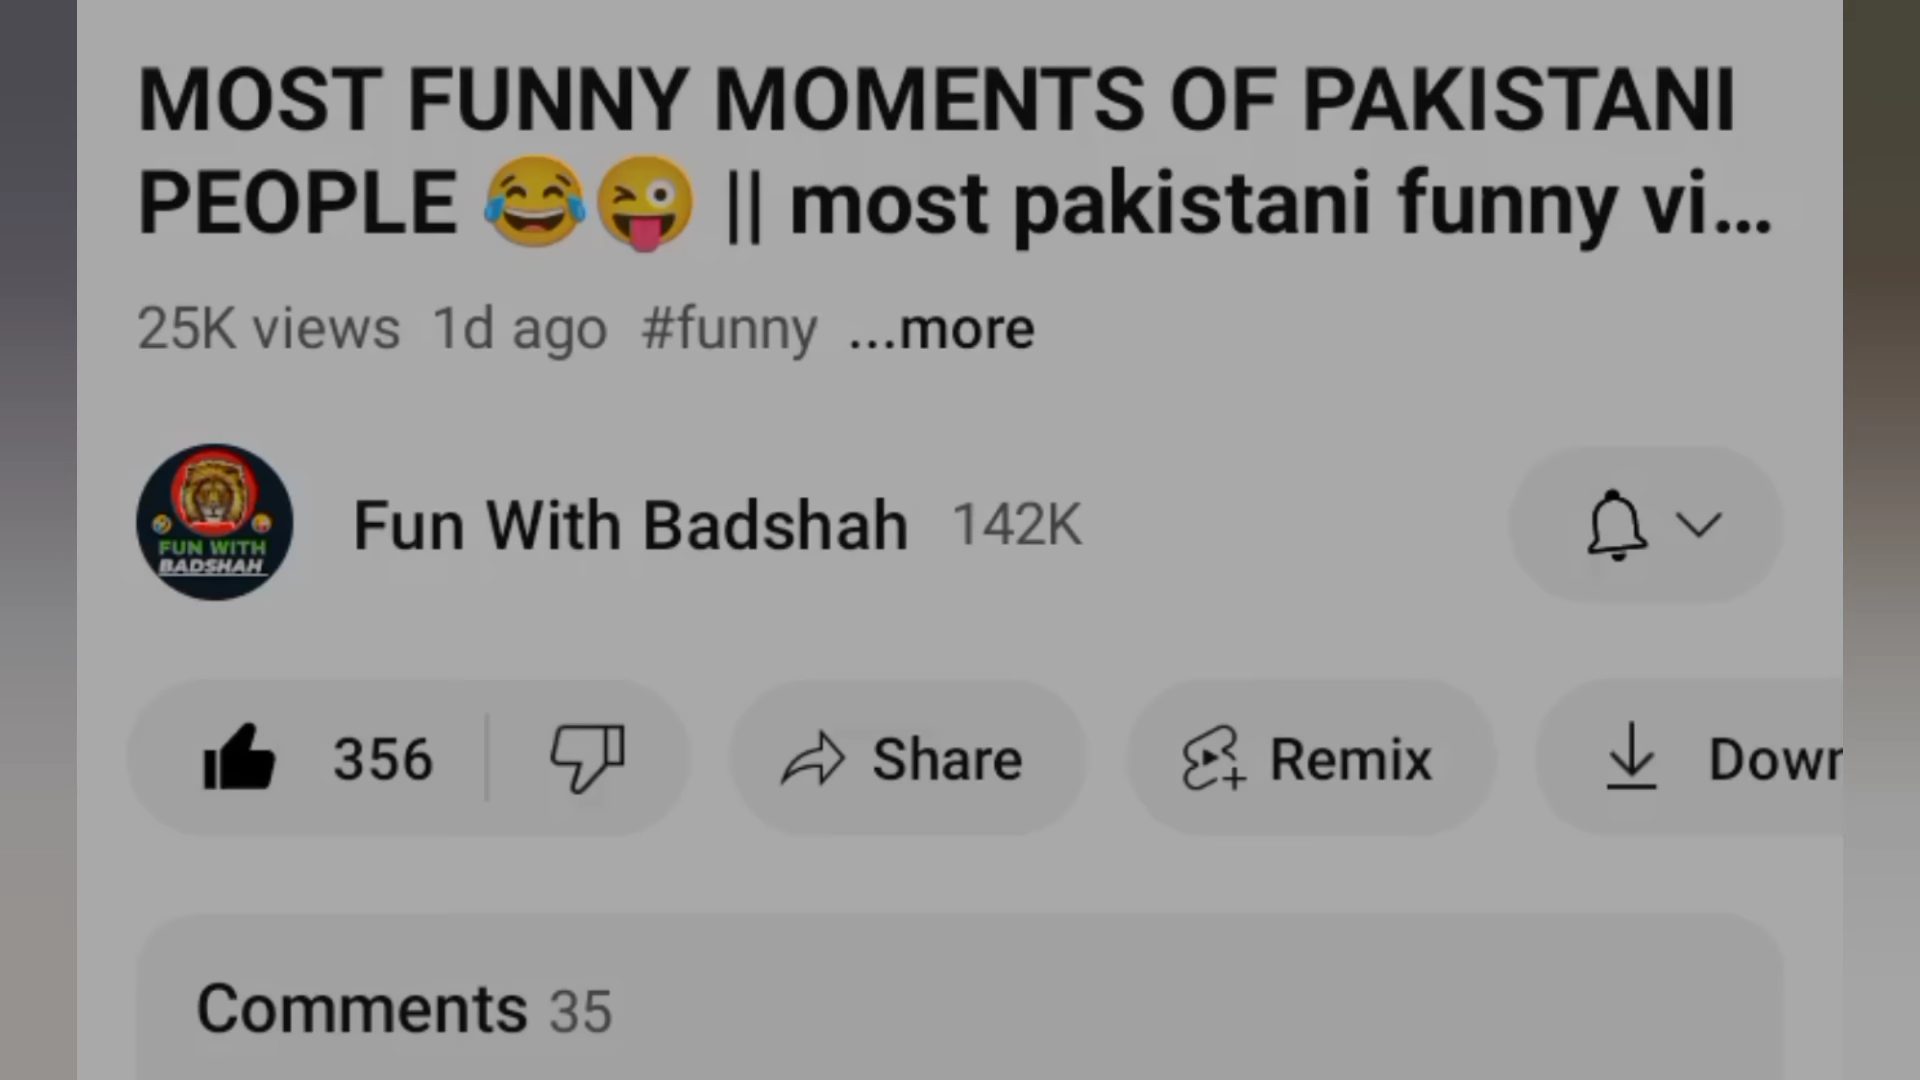 MOST FUNNY MOMENTS OF PAKISTANI
PEOPLE 😂😜 || most pakistani funny vi...
25K views 1d ago #funny ...more
FUN WITH
BADSHAH
Fun With Badshah 142K
356
Share
Remix
Down
Comments 35